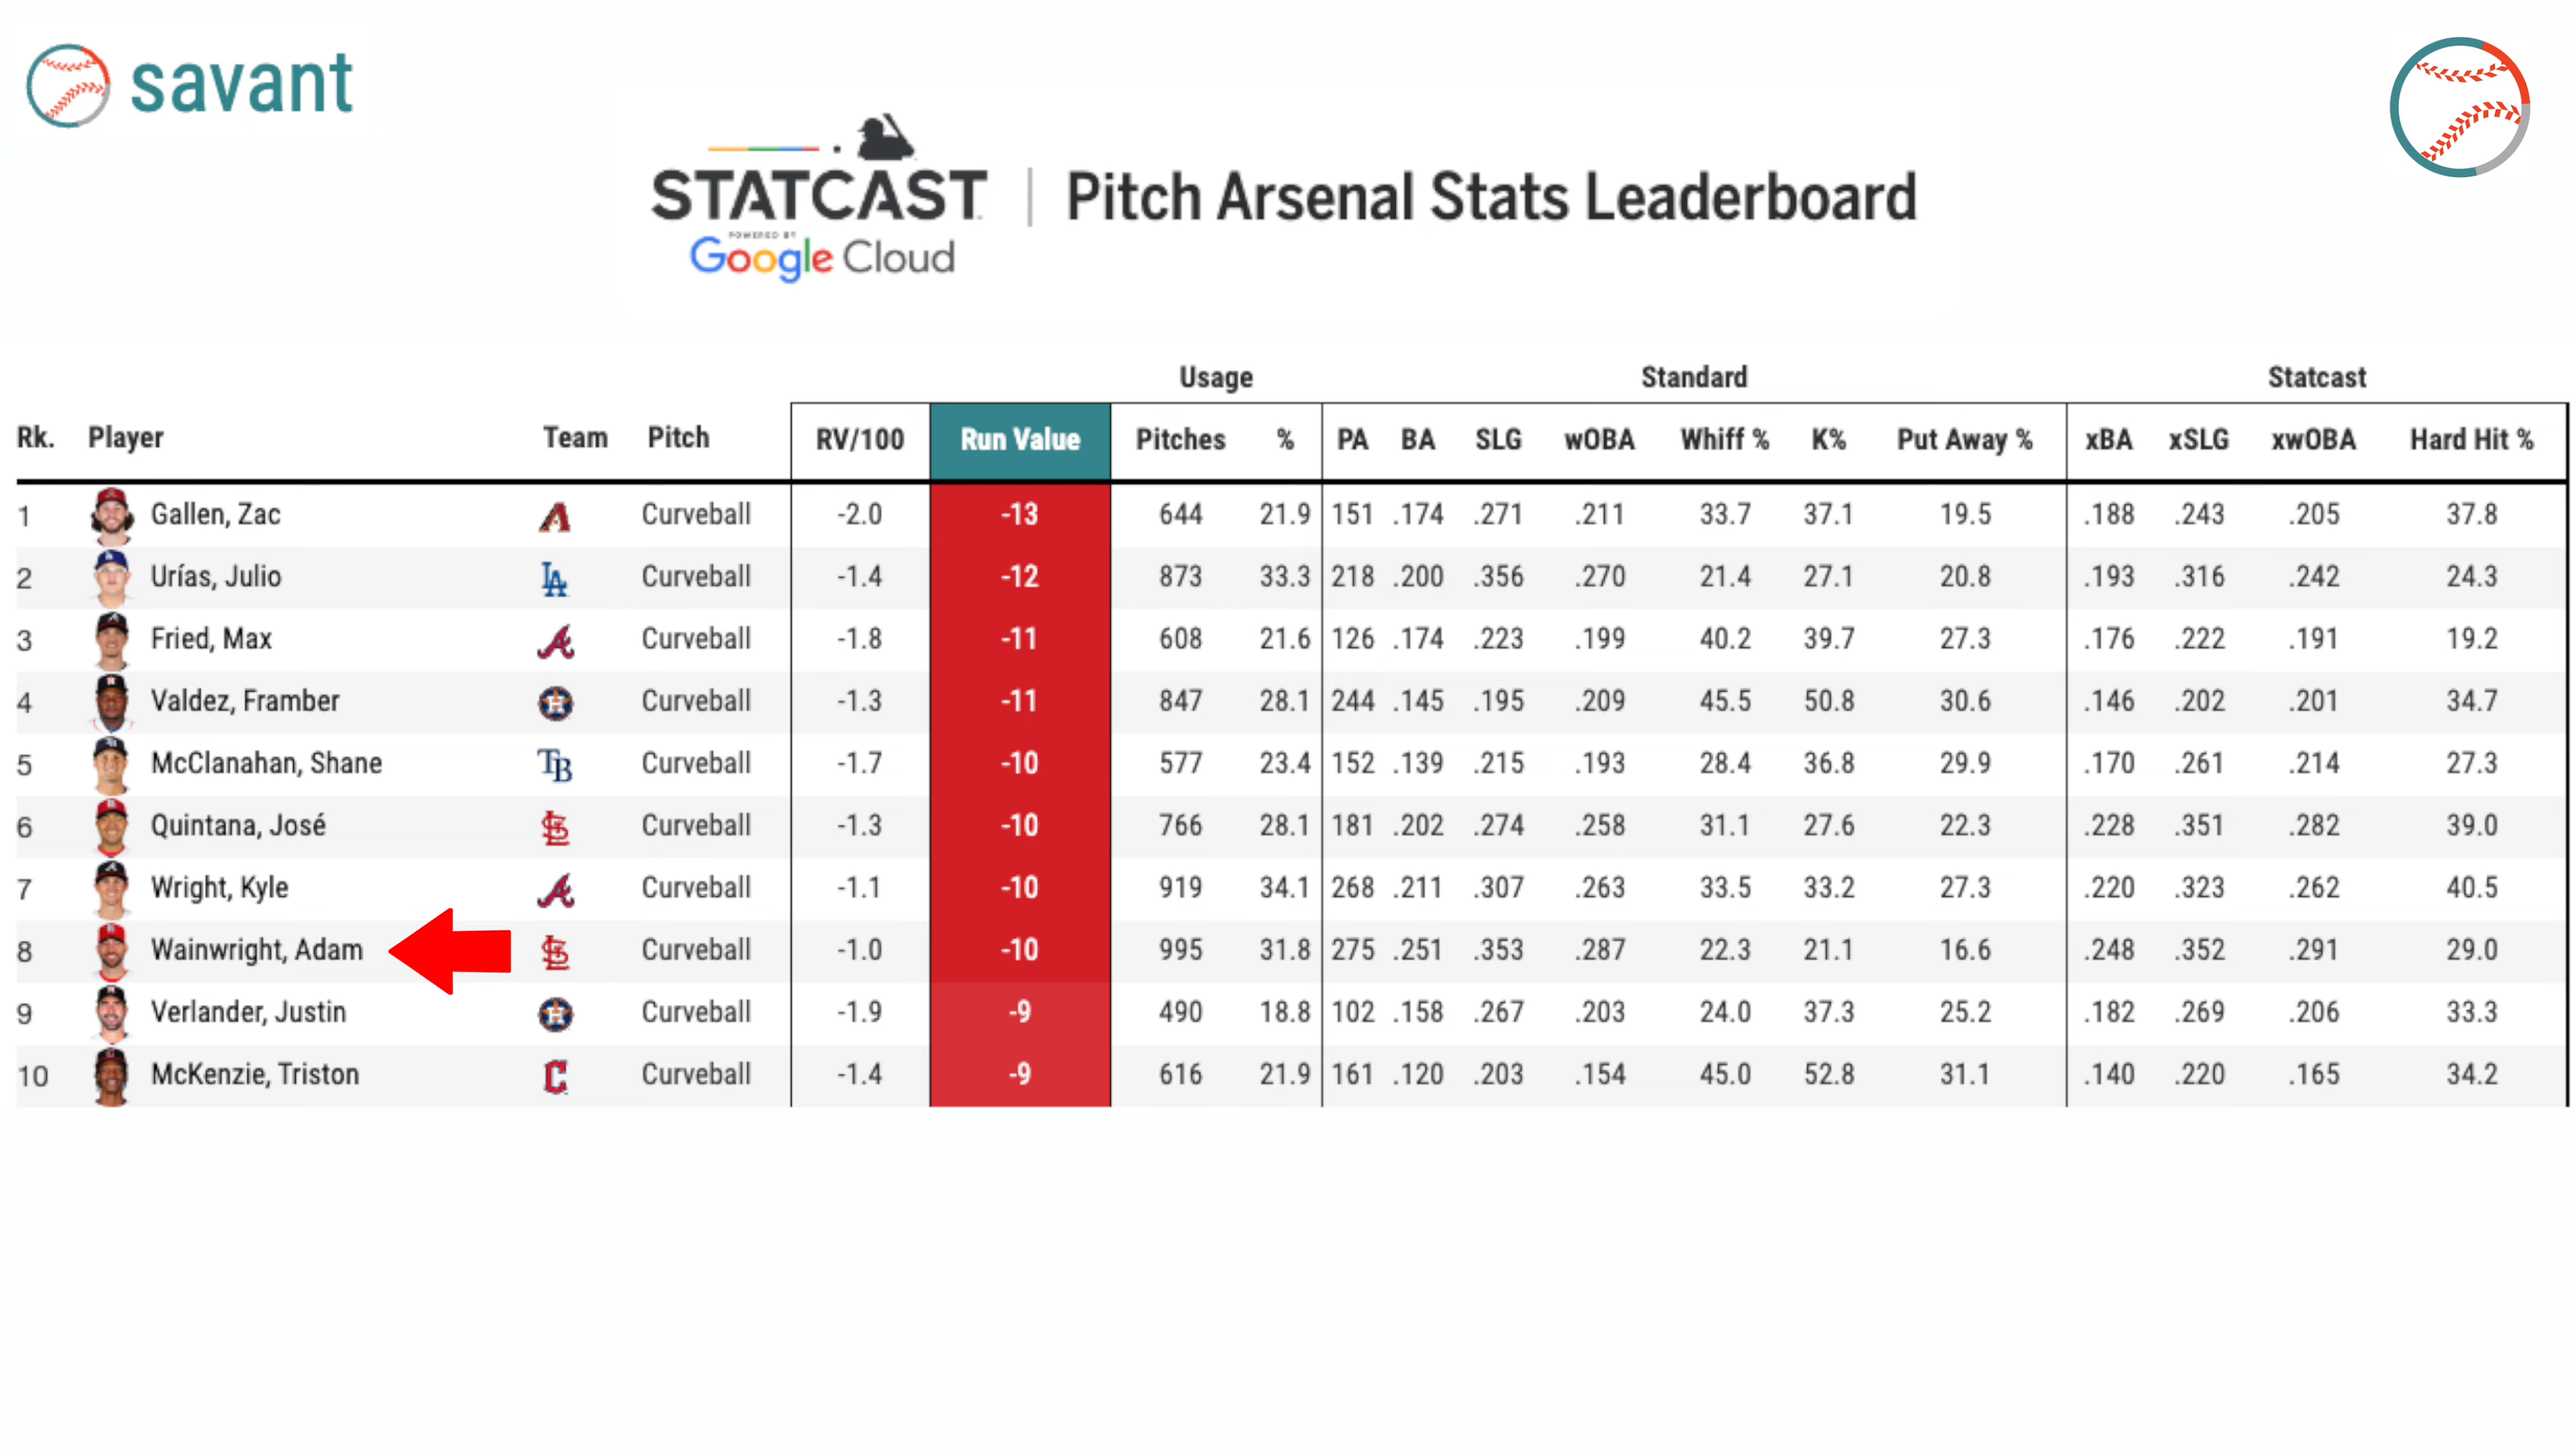 savant
STATCAST | Pitch Arsenal Stats Leaderboard
POWERED BY
Google Cloud
Usage Standard Statcast
Rk. Player Team Pitch RV/100 Run Value Pitches % PA BA SLG wOBA Whiff % K% Put Away % xBA xSLG xwOBA Hard Hit %
1 Gallen, Zac A Curveball -2.0 -13 644 21.9 151 .174 .271 .211 33.7 37.1 19.5 .188 .243 .205 37.8
2 Urías, Julio LA Curveball -1.4 -12 873 33.3 218 .200 .356 .270 21.4 27.1 20.8 .193 .316 .242 24.3
3 Fried, Max A Curveball -1.8 -11 608 21.6 126 .174 .223 .199 40.2 39.7 27.3 .176 .222 .191 19.2
4 Valdez, Framber H Curveball -1.3 -11 847 28.1 244 .145 .195 .209 45.5 50.8 30.6 .146 .202 .201 34.7
5 McClanahan, Shane TB Curveball -1.7 -10 577 23.4 152 .139 .215 .193 28.4 36.8 29.9 .170 .261 .214 27.3
6 Quintana, José STL Curveball -1.3 -10 766 28.1 181 .202 .274 .258 31.1 27.6 22.3 .228 .351 .282 39.0
7 Wright, Kyle A Curveball -1.1 -10 919 34.1 268 .211 .307 .263 33.5 33.2 27.3 .220 .323 .262 40.5
8 Wainwright, Adam STL Curveball -1.0 -10 995 31.8 275 .251 .353 .287 22.3 21.1 16.6 .248 .352 .291 29.0
9 Verlander, Justin H Curveball -1.9 -9 490 18.8 102 .158 .267 .203 24.0 37.3 25.2 .182 .269 .206 33.3
10 McKenzie, Triston C Curveball -1.4 -9 616 21.9 161 .120 .203 .154 45.0 52.8 31.1 .140 .220 .165 34.2